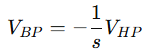 V_{BP} = -\frac{1}{s} V_{HP}